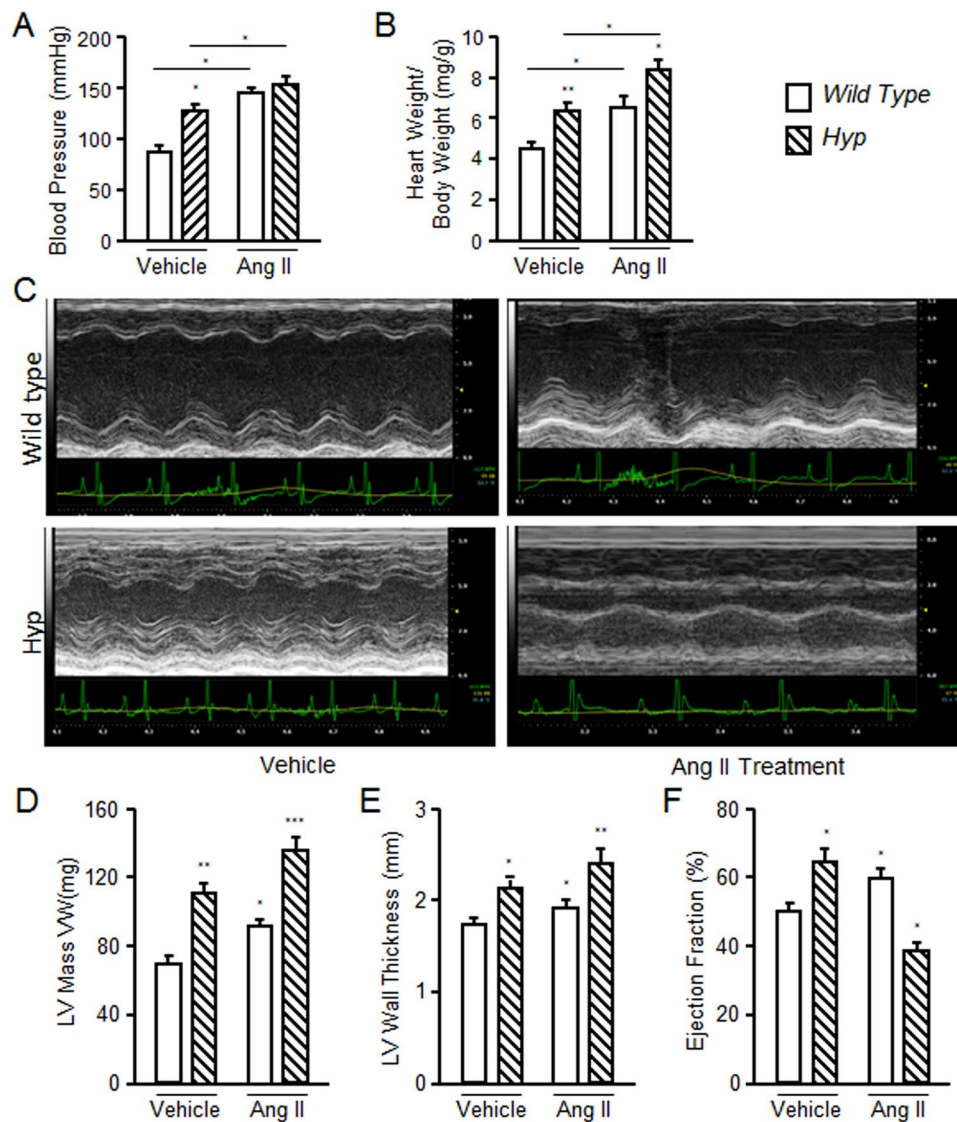 A
Blood Pressure (mmHg)
200
150
100
50
0
*
*
*
Vehicle
Ang II
B
Heart Weight/
Body Weight (mg/g)
10
8
6
4
2
0
*
*
**
*
Vehicle
Ang II
Wild Type
Hyp
C
Wild type
Hyp
Vehicle
Ang II Treatment
D
LV Mass VW(mg)
160
120
80
40
0
**
*
***
Vehicle
Ang II
E
LV Wall Thickness (mm)
3
2
1
0
*
*
**
Vehicle
Ang II
F
Ejection Fraction (%)
80
60
40
20
0
*
*
*
Vehicle
Ang II